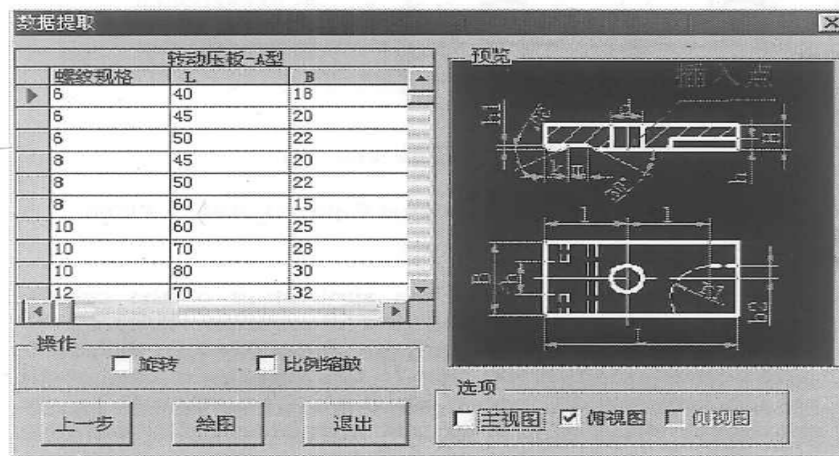 数据提取
转动压板-A型
螺纹规格 L B
6 40 18
6 45 20
6 50 22
8 45 20
8 50 22
8 60 15
10 60 25
10 70 28
10 80 30
12 70 32
操作
旋转 比例缩放
上一步 绘图 退出
预览
插入点
h1 d H
h
30°
l l
B b b2
L
选项
主视图 俯视图 侧视图